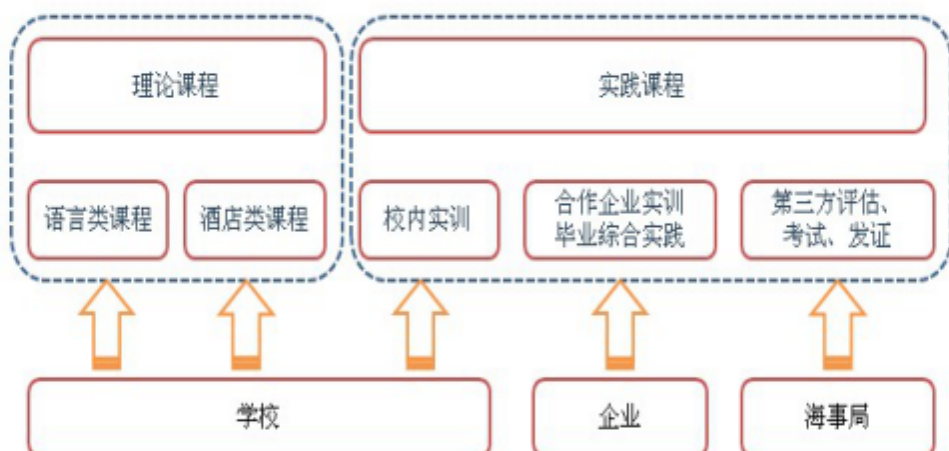 理论课程
实践课程
语言类课程
酒店类课程
校内实训
合作企业实训
毕业综合实践
第三方评估、
考试、发证
学校
企业
海事局